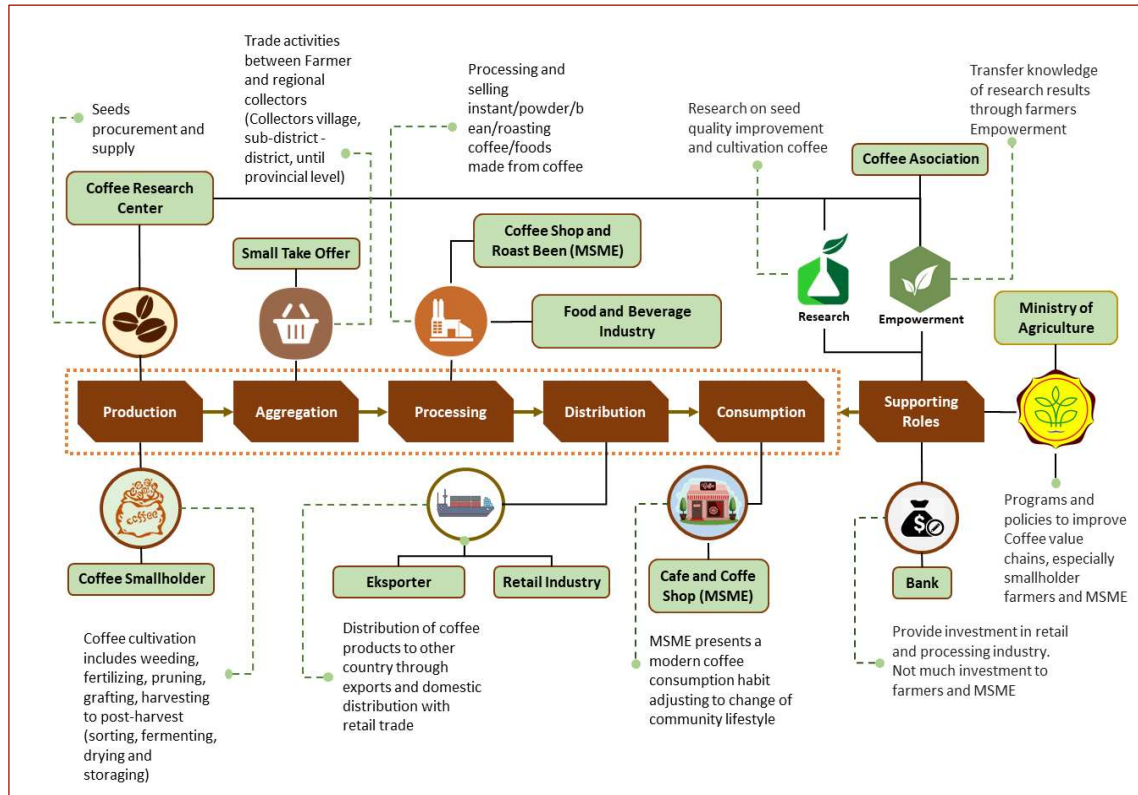 Seeds
procurement and
supply
Coffee Research
Center
Trade activities
between Farmer
and regional
collectors
(Collectors village,
sub-district -
district, until
provincial level)
Small Take Offer
Processing and
selling
instant/powder/b
ean/roasting
coffee/foods
made from coffee
Coffee Shop and
Roast Been (MSME)
Food and Beverage
Industry
Research on seed
quality improvement
and cultivation coffee
Transfer knowledge
of research results
through farmers
Empowerment
Coffee Asociation
Research
Empowerment
Ministry of
Agriculture
Production
Aggregation
Processing
Distribution
Consumption
Supporting
Roles
coffee
Coffee Smallholder
Coffee cultivation
includes weeding,
fertilizing, pruning,
grafting, harvesting
to post-harvest
(sorting, fermenting,
drying and
storaging)
Eksporter
Retail Industry
Distribution of coffee
products to other
country through
exports and domestic
distribution with
retail trade
Cafe and Coffe
Shop (MSME)
MSME presents a
modern coffee
consumption habit
adjusting to change of
community lifestyle
$
Bank
Provide investment in retail
and processing industry.
Not much investment to
farmers and MSME
Programs and
policies to improve
Coffee value
chains, especially
smallholder
farmers and MSME